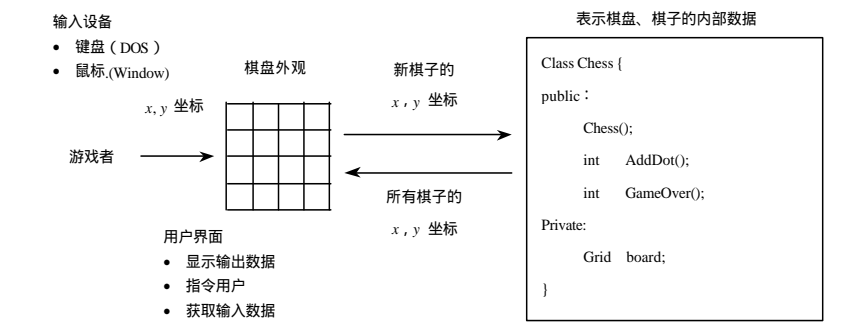 输入设备
• 键盘（DOS）
• 鼠标.(Window)
x, y 坐标
游戏者
棋盘外观
用户界面
• 显示输出数据
• 指令用户
• 获取输入数据
新棋子的
x，y 坐标
所有棋子的
x，y 坐标
表示棋盘、棋子的内部数据
Class Chess {
public：
Chess();
int AddDot();
int GameOver();
Private:
Grid board;
}